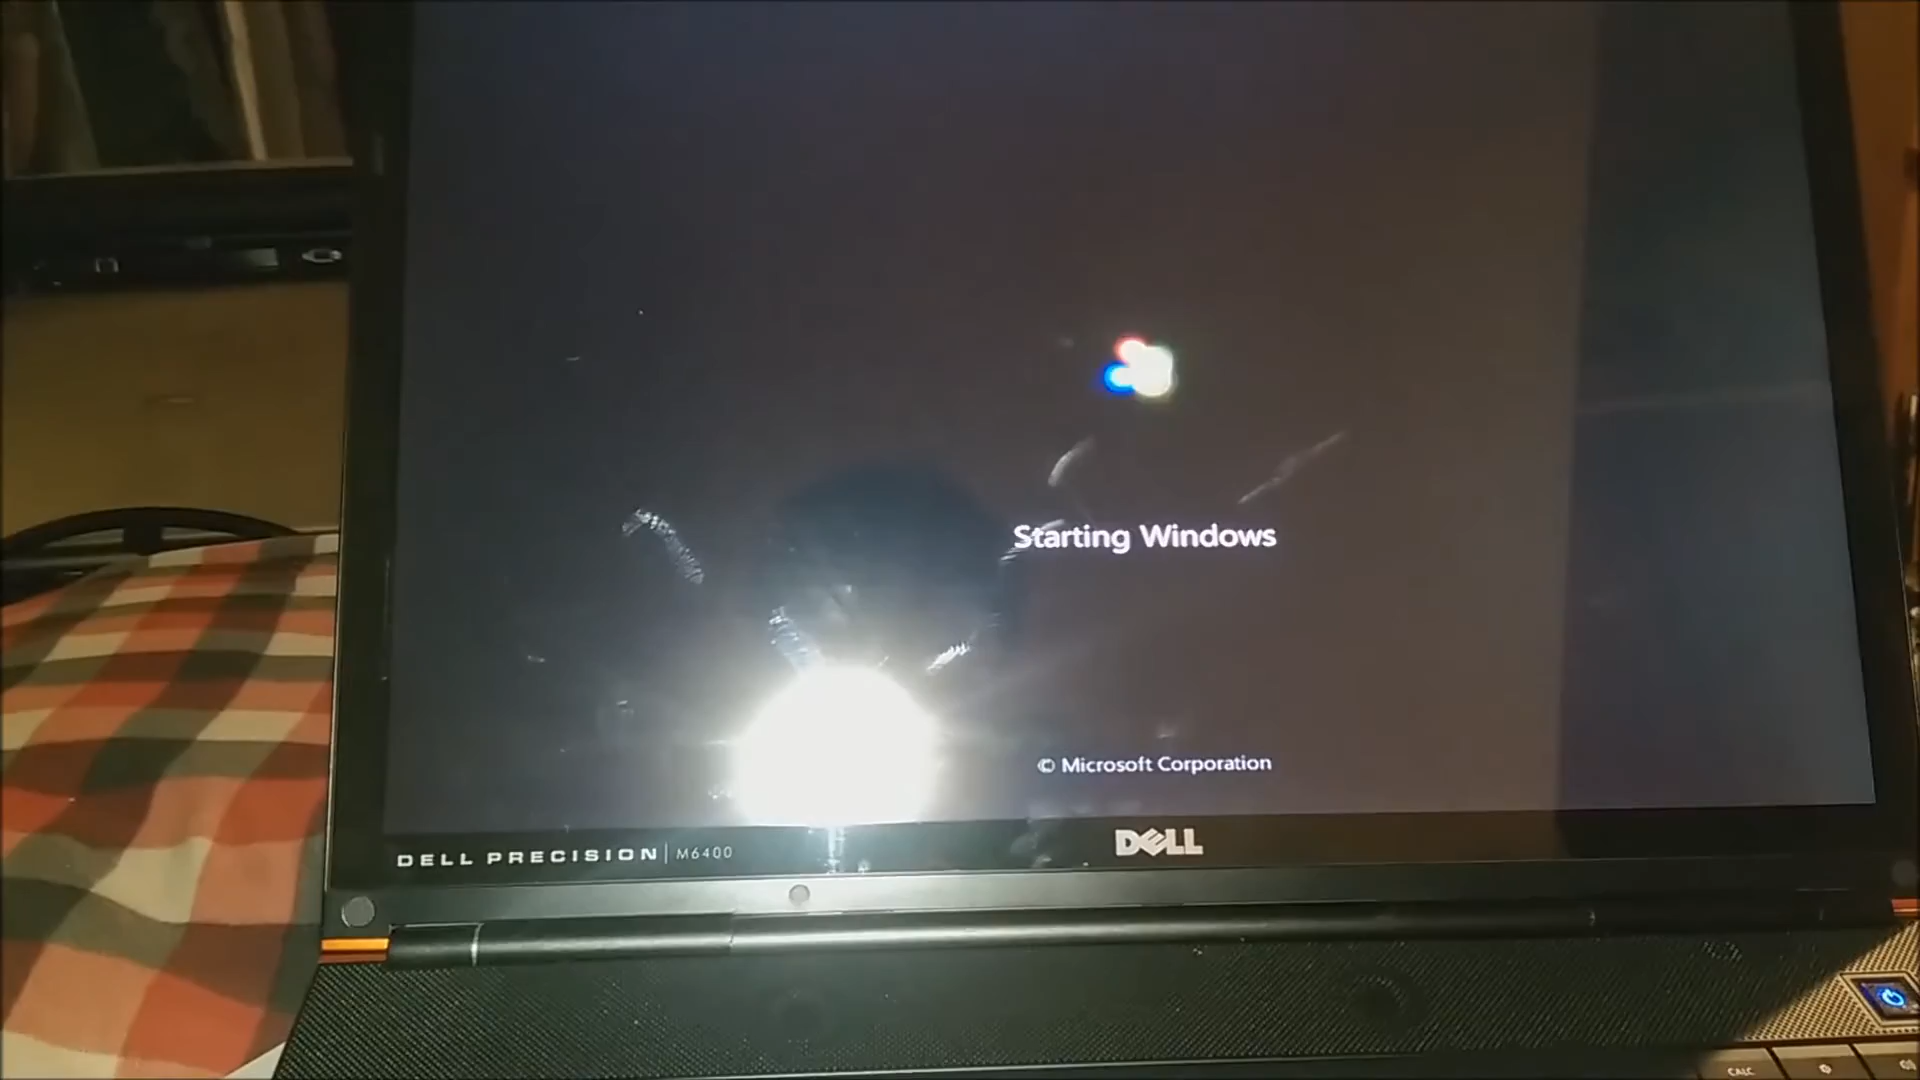 Starting Windows
© Microsoft Corporation
DELL PRECISION | M6400
DELL
CALC